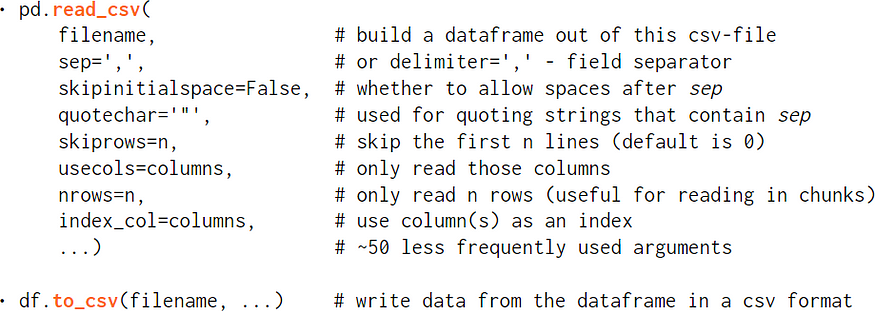 · pd.read_csv(
filename, # build a dataframe out of this csv-file
sep=',', # or delimiter=',' - field separator
skipinitialspace=False, # whether to allow spaces after sep
quotechar='"', # used for quoting strings that contain sep
skiprows=n, # skip the first n lines (default is 0)
usecols=columns, # only read those columns
nrows=n, # only read n rows (useful for reading in chunks)
index_col=columns, # use column(s) as an index
...) # ~50 less frequently used arguments
· df.to_csv(filename, ...) # write data from the dataframe in a csv format